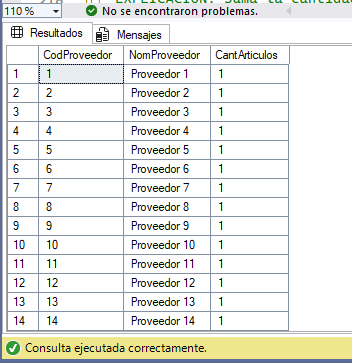 EXPLICACIÓN: Suma la cantidad
110 % No se encontraron problemas.
Resultados Mensajes
CodProveedor NomProveedor CantArticulos
1 1 Proveedor 1 1
2 2 Proveedor 2 1
3 3 Proveedor 3 1
4 4 Proveedor 4 1
5 5 Proveedor 5 1
6 6 Proveedor 6 1
7 7 Proveedor 7 1
8 8 Proveedor 8 1
9 9 Proveedor 9 1
10 10 Proveedor 10 1
11 11 Proveedor 11 1
12 12 Proveedor 12 1
13 13 Proveedor 13 1
14 14 Proveedor 14 1
Consulta ejecutada correctamente.